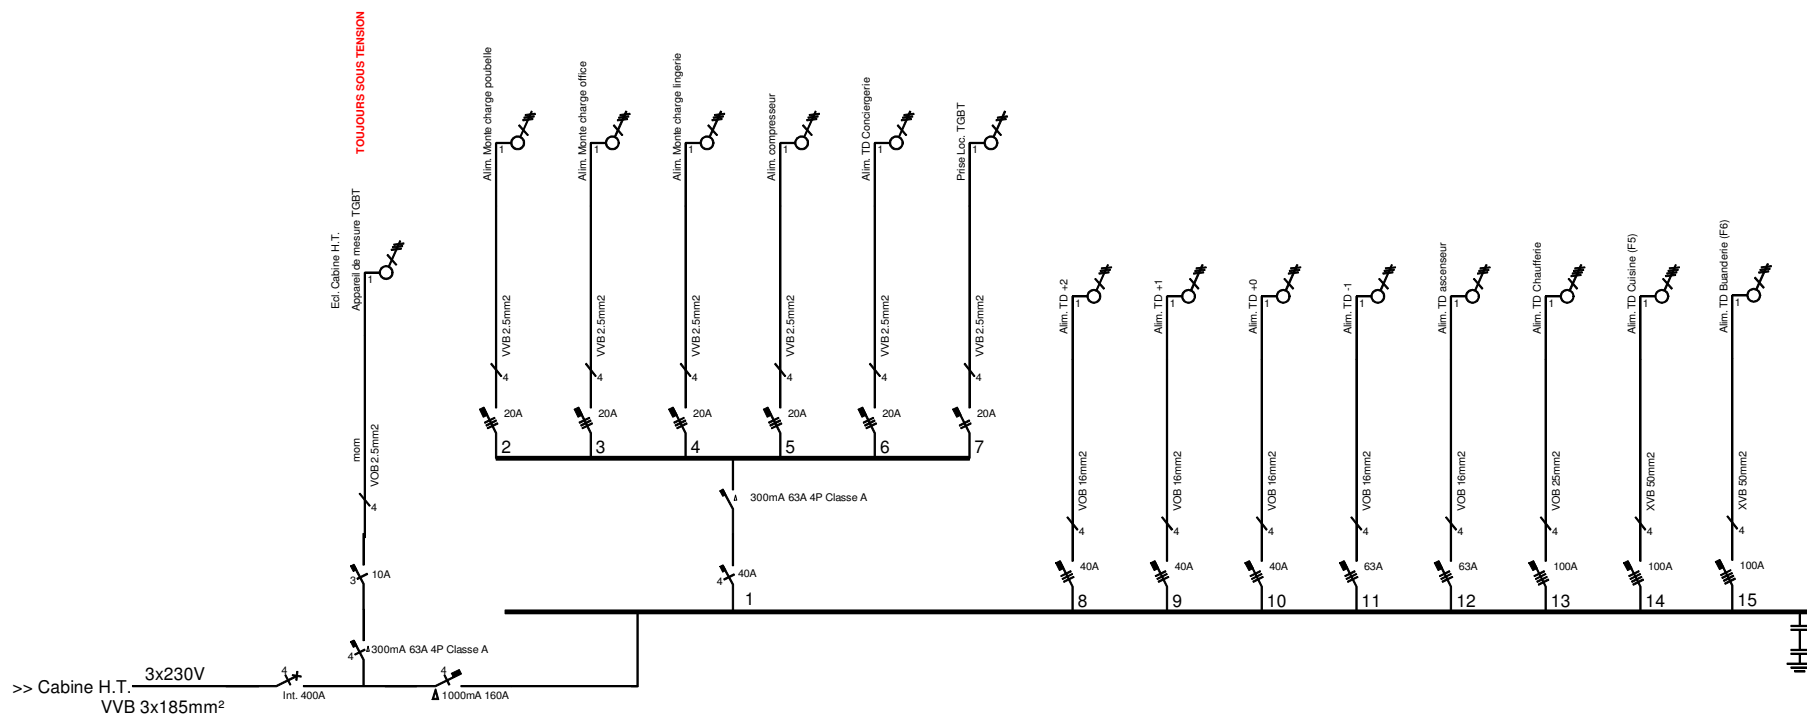 TOUJOURS SOUS TENSION
Ecl. Cabine H.T.
Appareil de mesure TGBT
1
mom
VOB 2.5mm2
4
3
10A
4
300mA 63A 4P Classe A
>> Cabine H.T.
3x230V
VVB 3x185mm²
4
Int. 400A
4
1000mA 160A
Alim. Monte charge poubelle
1
VVB 2.5mm2
4
20A
2
Alim. Monte charge office
1
VVB 2.5mm2
4
20A
3
Alim. Monte charge lingerie
1
VVB 2.5mm2
4
20A
4
Alim. compresseur
1
VVB 2.5mm2
4
20A
5
Alim. TD Conciergerie
1
VVB 2.5mm2
4
20A
6
Prise Loc. TGBT
1
VVB 2.5mm2
4
20A
7
300mA 63A 4P Classe A
4
40A
1
Alim. TD +2
1
VOB 16mm2
4
40A
8
Alim. TD +1
1
VOB 16mm2
4
40A
9
Alim. TD +0
1
VOB 16mm2
4
40A
10
Alim. TD -1
1
VOB 16mm2
4
63A
11
Alim. TD ascenseur
1
VOB 16mm2
4
63A
12
Alim. TD Chaufferie
1
VOB 25mm2
4
100A
13
Alim. TD Cuisine (F5)
1
XVB 50mm2
4
100A
14
Alim. TD Buanderie (F6)
1
XVB 50mm2
4
100A
15